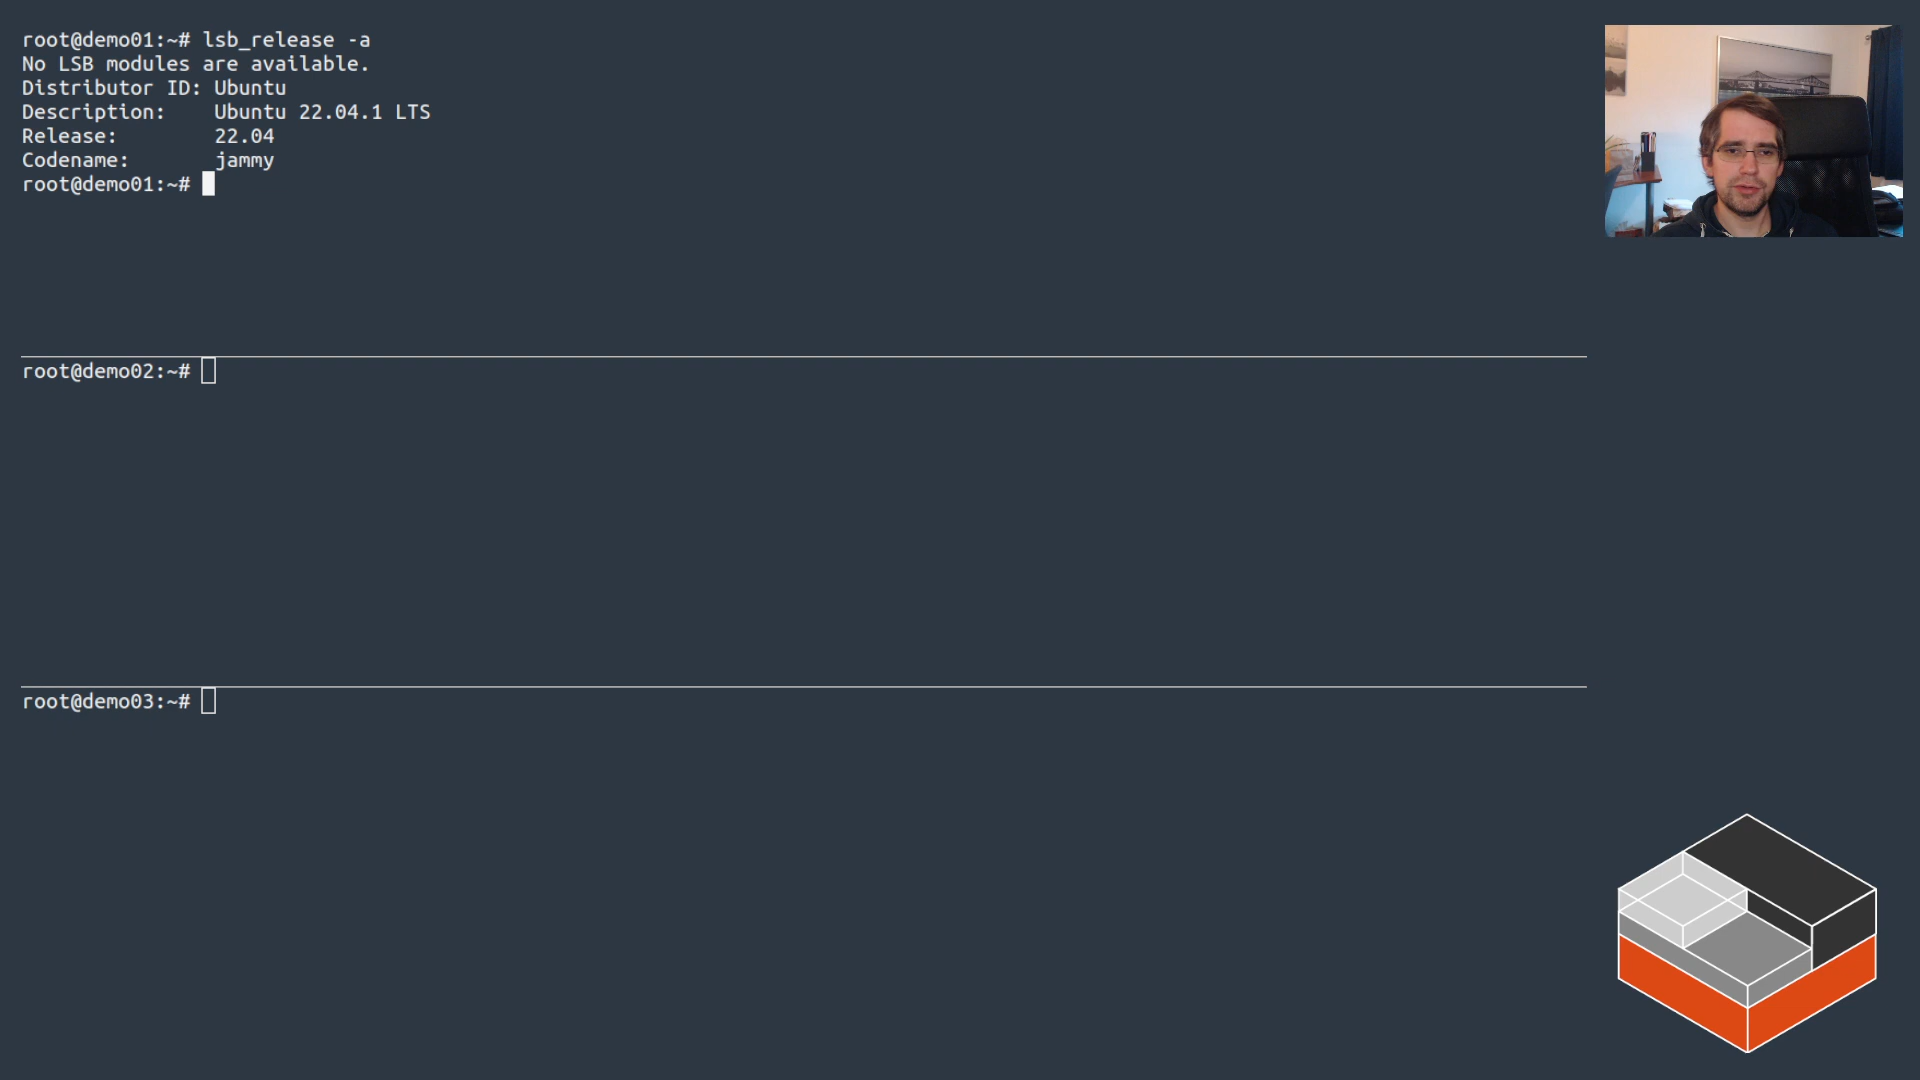 root@demo01:~# lsb_release -a
No LSB modules are available.
Distributor ID: Ubuntu
Description:    Ubuntu 22.04.1 LTS
Release:        22.04
Codename:       jammy
root@demo01:~#
root@demo02:~#
root@demo03:~#